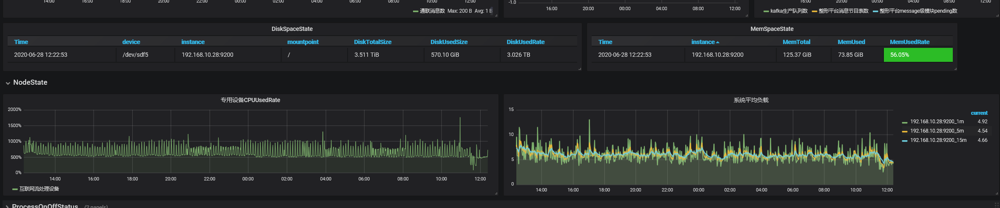 14:00 16:00 18:00 20:00 22:00 00:00 02:00 04:00 06:00 08:00 10:00 12:00
通联消息数 Max: 200 B Avg: 1 B
-1.0
16:00 20:00 00:00 04:00 08:00 12:00
16:00 20:00 00:00 04:00 08:00 12:00
kafka生产队列数 整形平台消息节目表数 整形平台message级模块pending数
DiskSpaceState
Time device instance mountpoint DiskTotalSize DiskUsedSize DiskUsedRate
2020-06-28 12:22:53 /dev/sdf5 192.168.10.28:9200 / 3.511 TiB 570.10 GiB 3.026 TB
MemSpaceState
Time instance MemTotal MemUsed MemUsedRate
2020-06-28 12:22:53 192.168.10.28:9200 125.37 GiB 73.85 GiB 56.05%
NodeState
专用设备CPUUsedRate
2000%
1500%
1000%
500%
0%
14:00 16:00 18:00 20:00 22:00 00:00 02:00 04:00 06:00 08:00 10:00 12:00
互联网流处理设备
系统平均负载
15
10
5
0
14:00 16:00 18:00 20:00 22:00 00:00 02:00 04:00 06:00 08:00 10:00 12:00
current
192.168.10.28:9200_1m 4.92
192.168.10.28:9200_5m 4.54
192.168.10.28:9200_15m 4.66
ProcessOnOffStatus (2 panels)